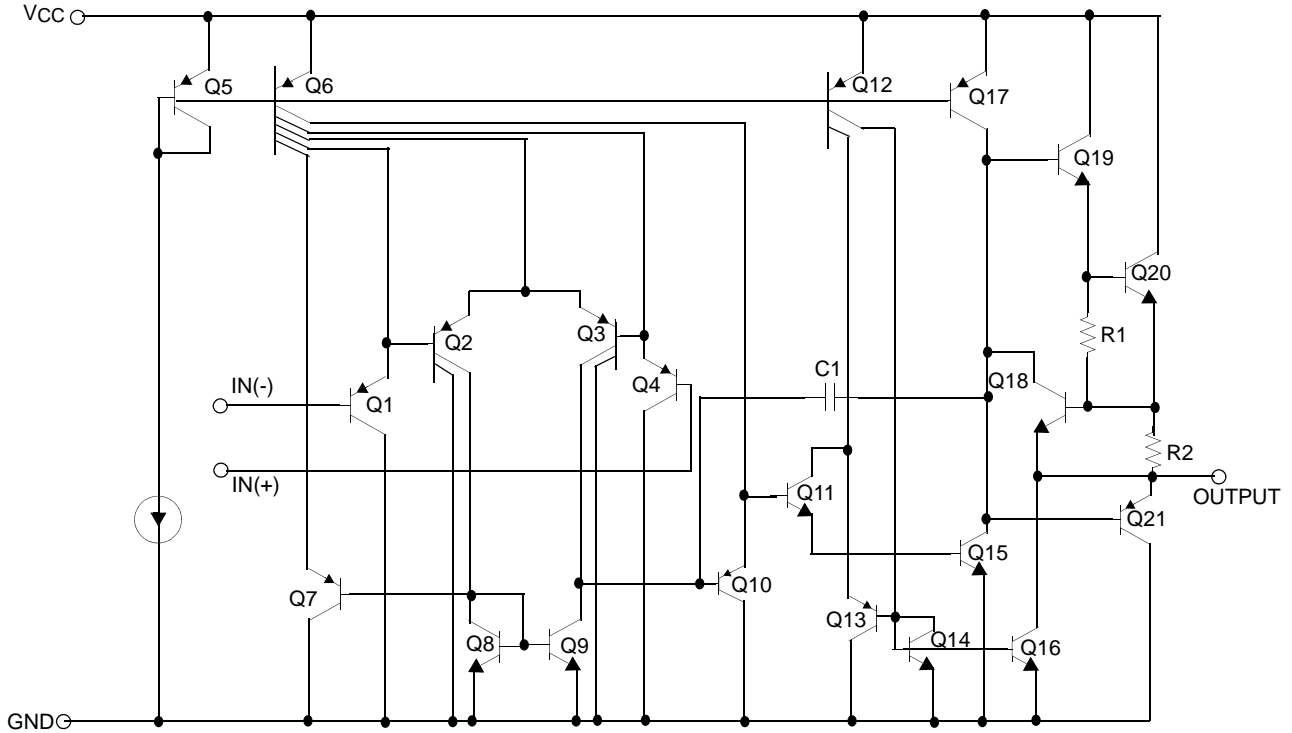 VCC
Q5
Q6
Q12
Q17
Q19
Q20
R1
Q3
Q2
Q4
C1
Q18
IN(-)
Q1
R2
IN(+)
Q11
OUTPUT
Q21
Q15
Q10
Q7
Q13
Q8
Q9
Q14
Q16
GND